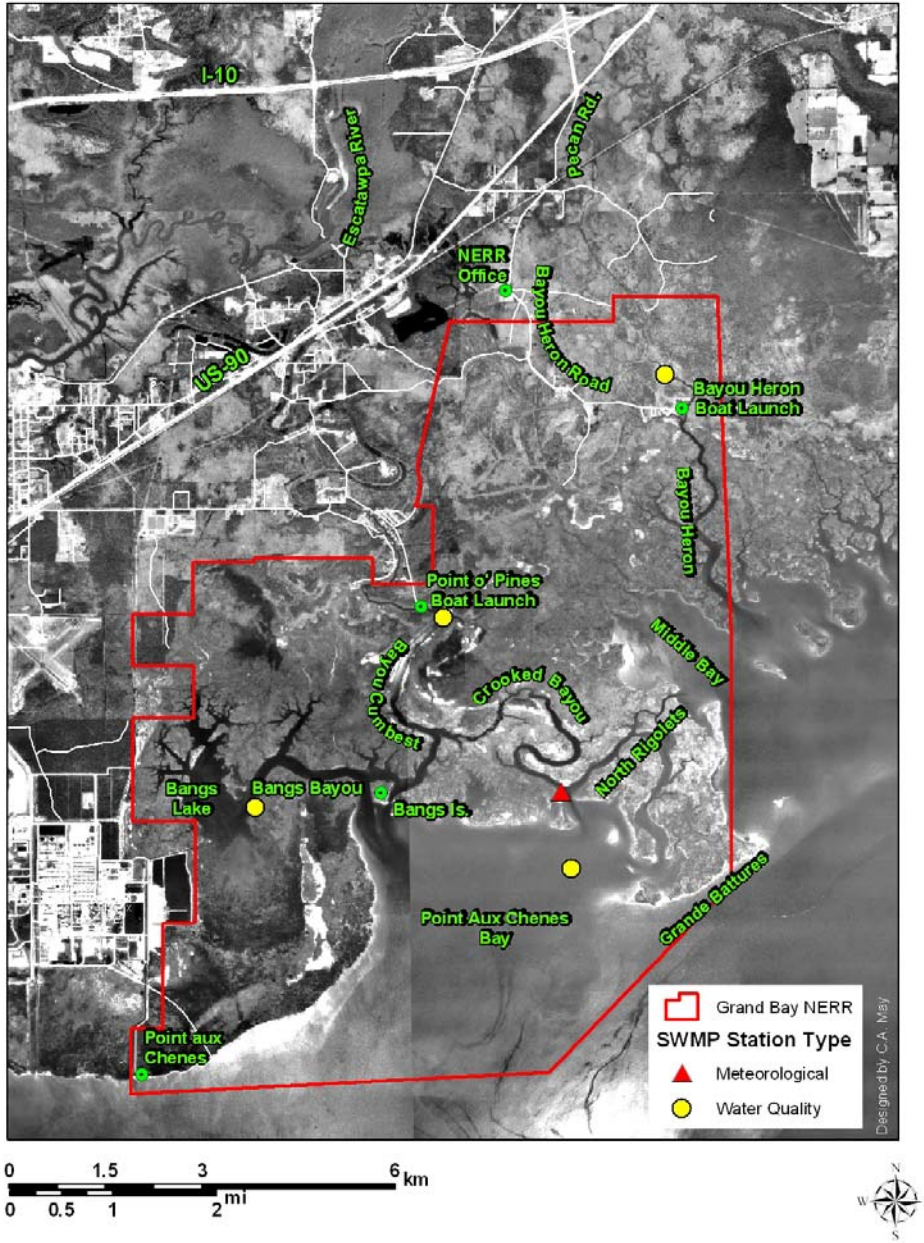 I-10
Escatawpa River
Pecan Rd.
NERR
Office
Bayou Heron Road
US-90
Bayou Heron
Boat Launch
Bayou Heron
Point o' Pines
Boat Launch
Middle Bay
Bayou Cumbest
Crooked Bayou
North Rigolets
Bangs
Lake
Bangs Bayou
Bangs Is.
Grande Battures
Point Aux Chenes
Bay
Point aux
Chenes
Grand Bay NERR
SWMP Station Type
Meteorological
Water Quality
Designed by C.A. May
0 1.5 3 6 km
0 0.5 1 2 mi
N
W
S